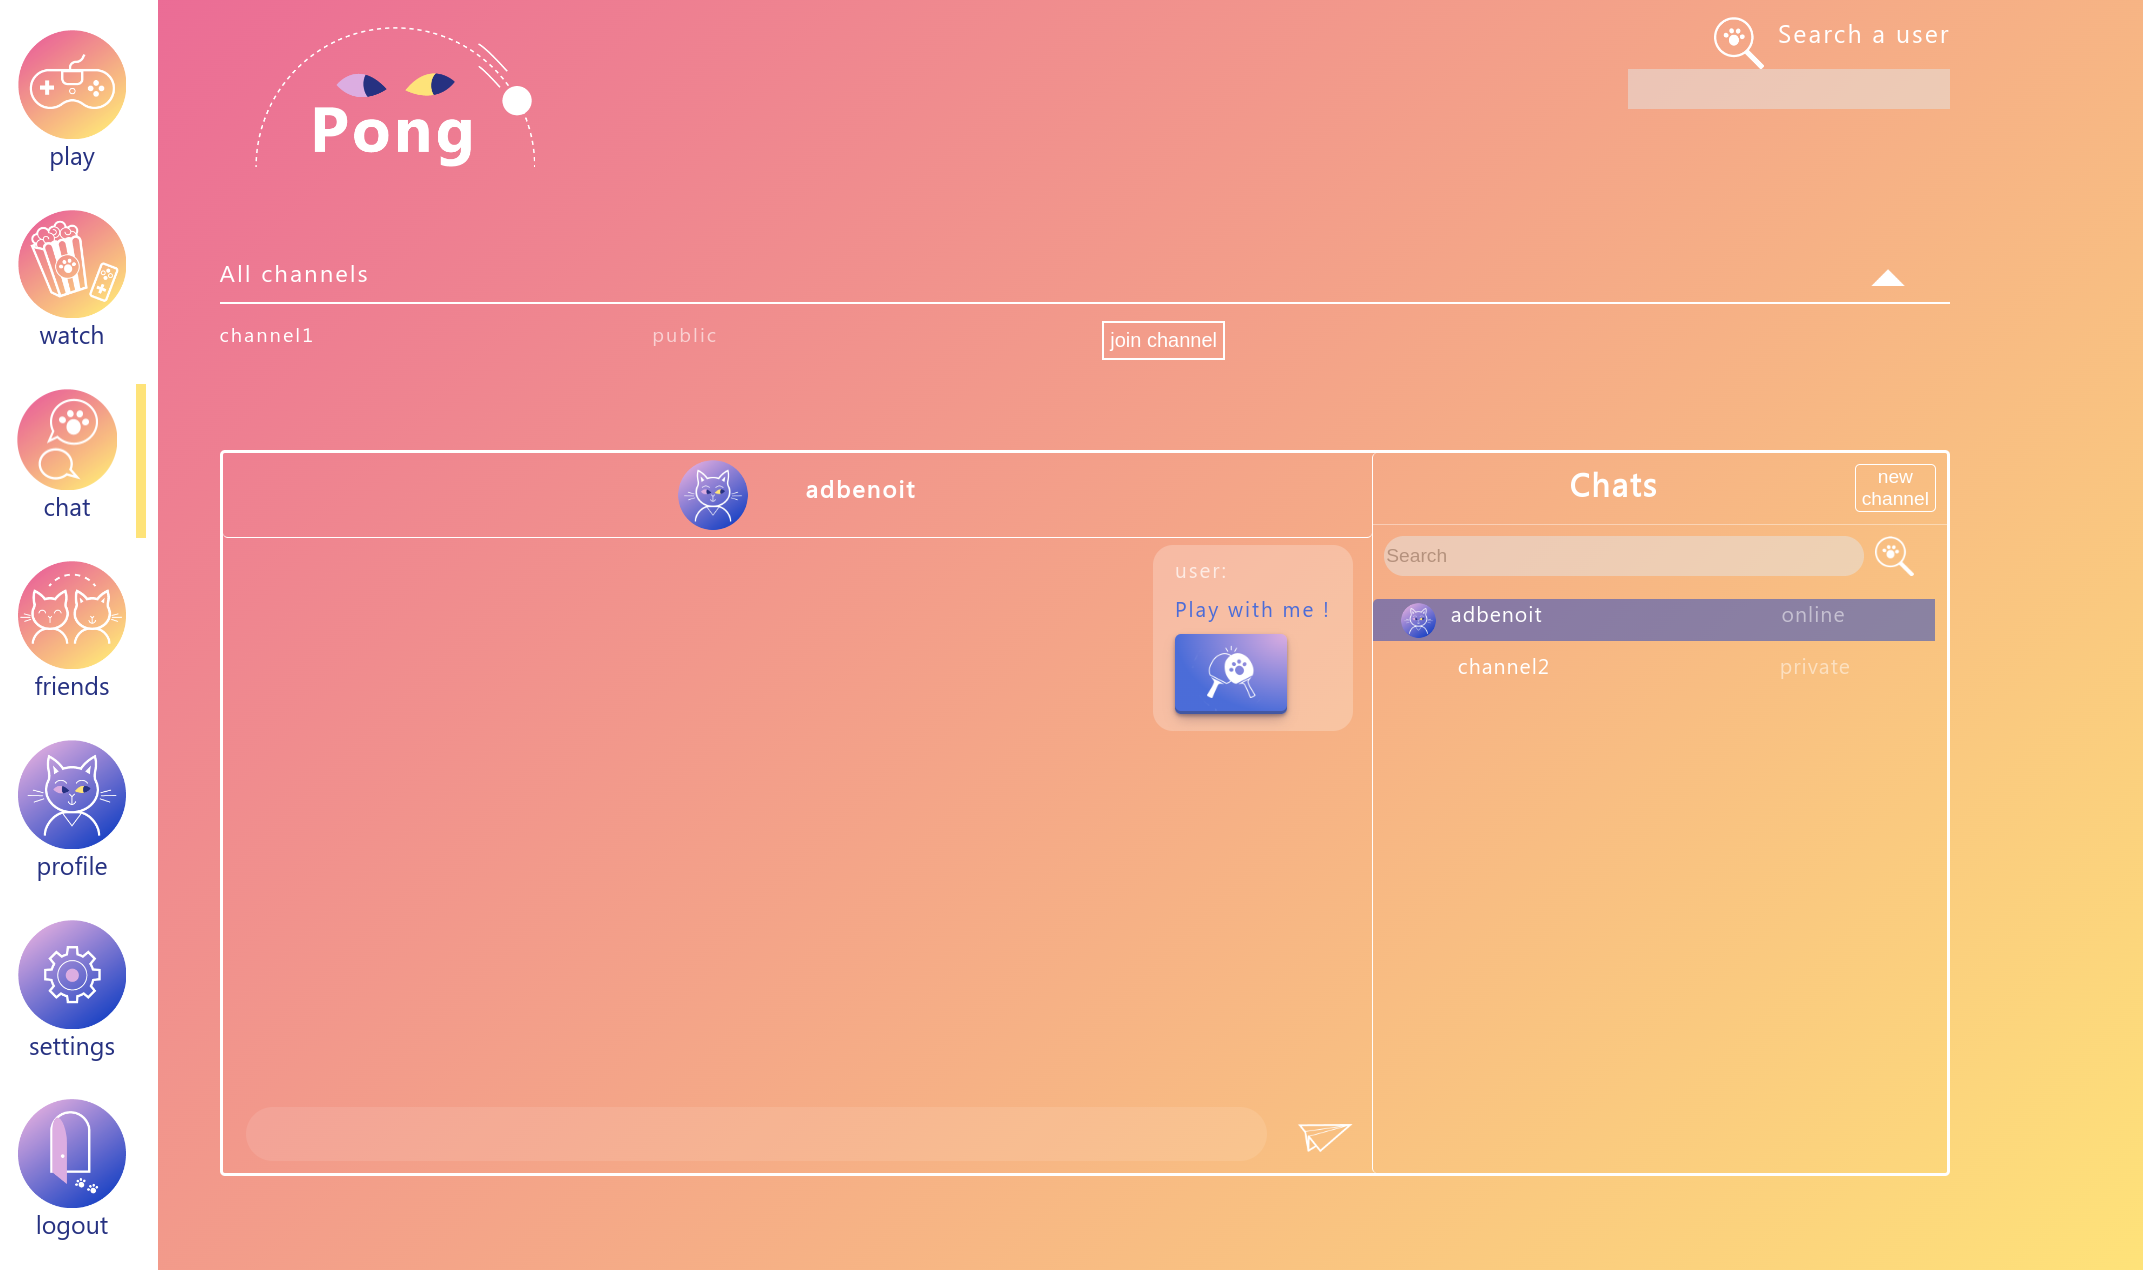 play
watch
chat
friends
profile
settings
logout
Pong
Search a user
All channels
channel1
public
join channel
adbenoit
user:
Play with me !
Chats
new
channel
Search
adbenoit
online
channel2
private